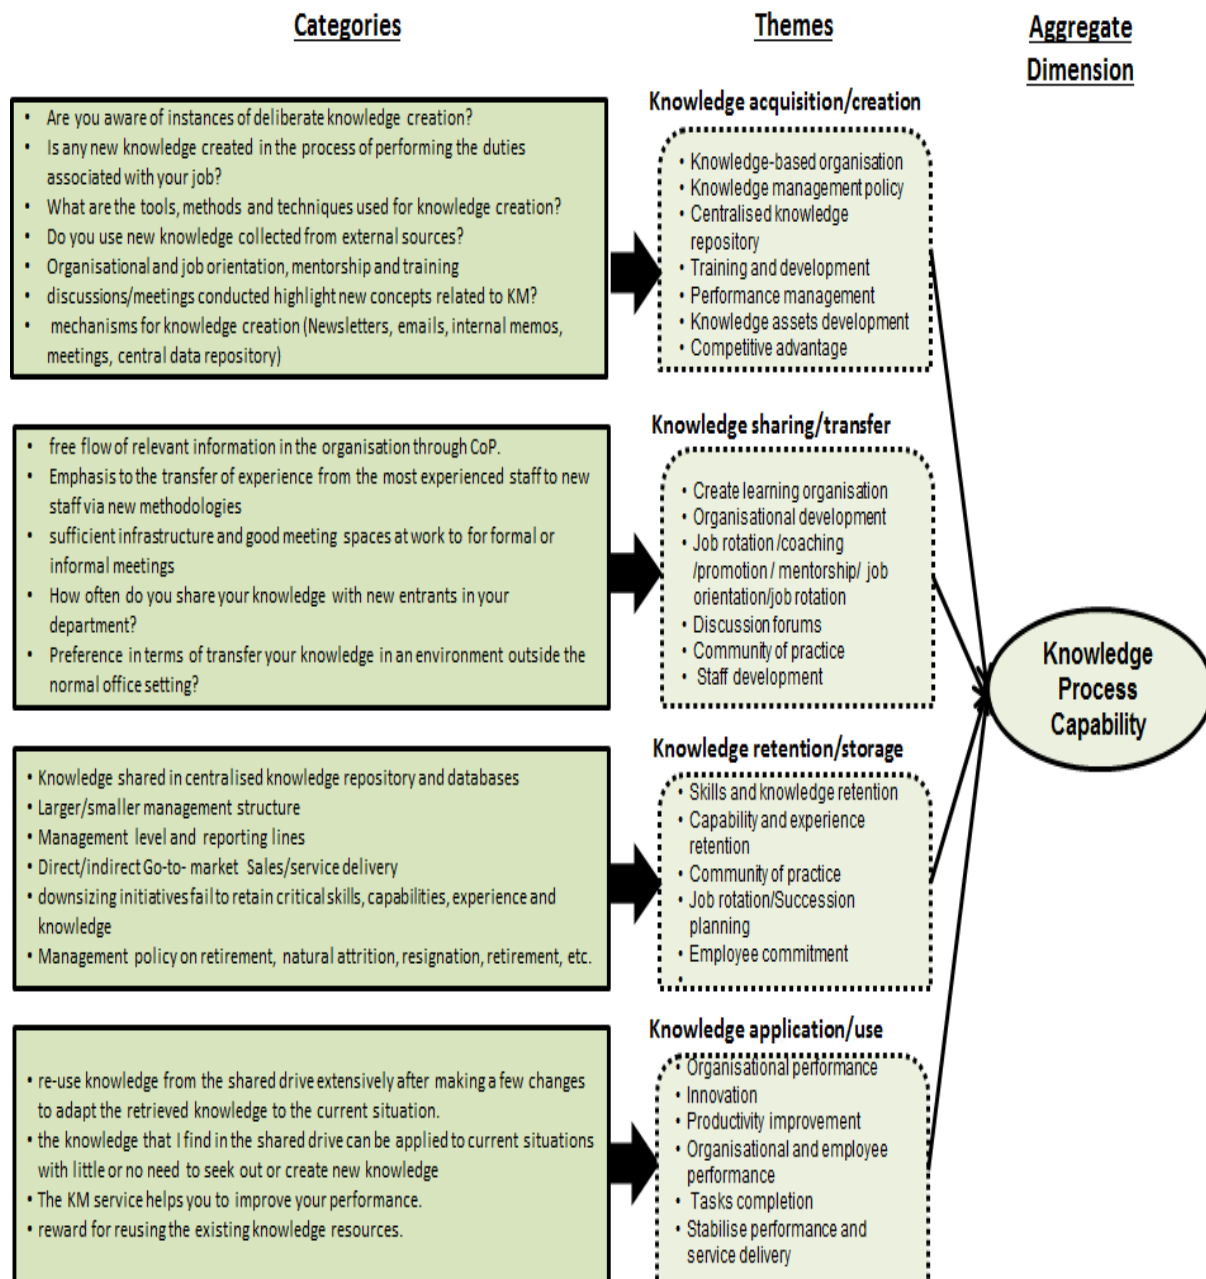 Categories
Themes
Aggregate
Dimension
• Are you aware of instances of deliberate knowledge creation?
• Is any new knowledge created in the process of performing the duties
associated with your job?
• What are the tools, methods and techniques used for knowledge creation?
• Do you use new knowledge collected from external sources?
• Organisational and job orientation, mentorship and training
• discussions/meetings conducted highlight new concepts related to KM?
• mechanisms for knowledge creation (Newsletters, emails, internal memos,
meetings, central data repository)
Knowledge acquisition/creation
• Knowledge-based organisation
• Knowledge management policy
• Centralised knowledge
repository
• Training and development
• Performance management
• Knowledge assets development
• Competitive advantage
• free flow of relevant information in the organisation through CoP.
• Emphasis to the transfer of experience from the most experienced staff to new
staff via new methodologies
• sufficient infrastructure and good meeting spaces at work to for formal or
informal meetings
• How often do you share your knowledge with new entrants in your
department?
• Preference in terms of transfer your knowledge in an environment outside the
normal office setting?
Knowledge sharing/transfer
• Create learning organisation
• Organisational development
• Job rotation /coaching
/promotion / mentorship/ job
orientation/job rotation
• Discussion forums
• Community of practice
• Staff development
Knowledge
Process
Capability
• Knowledge shared in centralised knowledge repository and databases
• Larger/smaller management structure
• Management level and reporting lines
• Direct/indirect Go-to- market Sales/service delivery
• downsizing initiatives fail to retain critical skills, capabilities, experience and
knowledge
• Management policy on retirement, natural attrition, resignation, retirement, etc.
Knowledge retention/storage
• Skills and knowledge retention
• Capability and experience
retention
• Community of practice
• Job rotation/Succession
planning
• Employee commitment
•
• re-use knowledge from the shared drive extensively after making a few changes
to adapt the retrieved knowledge to the current situation.
• the knowledge that I find in the shared drive can be applied to current situations
with little or no need to seek out or create new knowledge
• The KM service helps you to improve your performance.
• reward for reusing the existing knowledge resources.
Knowledge application/use
• Organisational performance
• Innovation
• Productivity improvement
• Organisational and employee
performance
• Tasks completion
• Stabilise performance and
service delivery